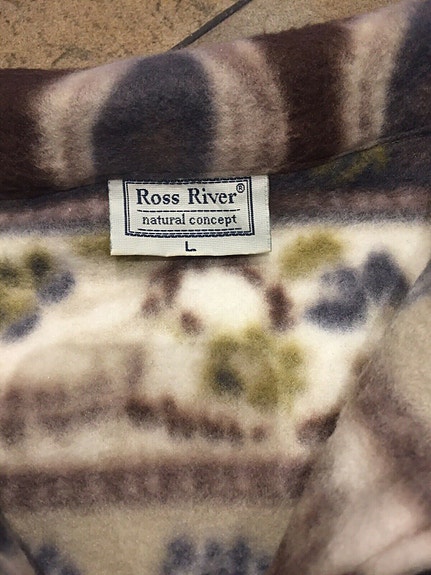 Ross River®
natural concept
L